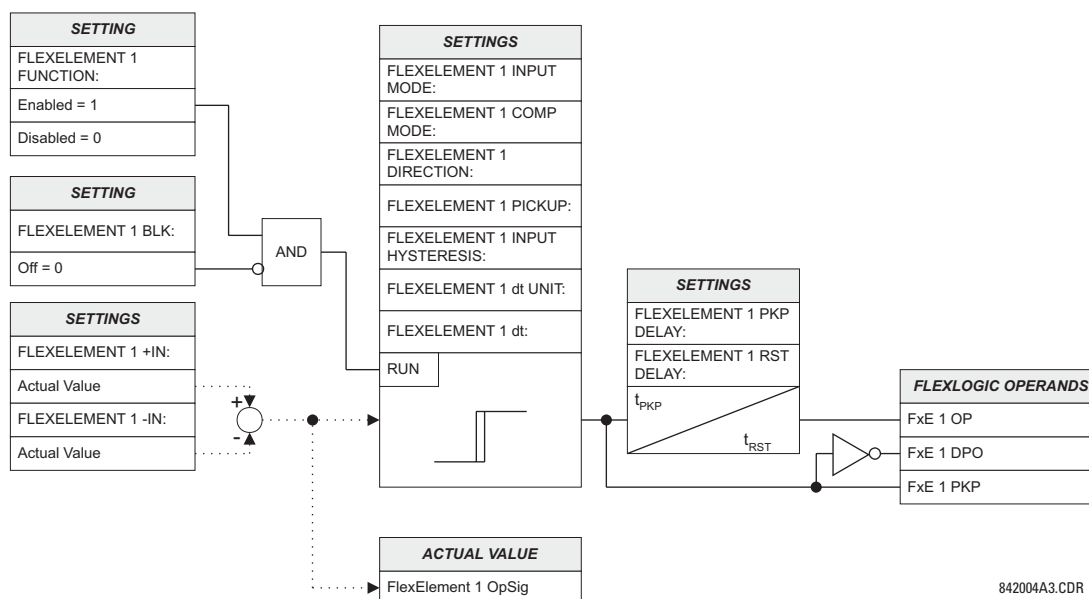 SETTING
FLEXELEMENT 1
FUNCTION:
Enabled = 1
Disabled = 0
SETTING
FLEXELEMENT 1 BLK:
Off = 0
SETTINGS
FLEXELEMENT 1 +IN:
Actual Value
FLEXELEMENT 1 -IN:
Actual Value
+
-
AND
SETTINGS
FLEXELEMENT 1 INPUT
MODE:
FLEXELEMENT 1 COMP
MODE:
FLEXELEMENT 1
DIRECTION:
FLEXELEMENT 1 PICKUP:
FLEXELEMENT 1 INPUT
HYSTERESIS:
FLEXELEMENT 1 dt UNIT:
FLEXELEMENT 1 dt:
RUN
ACTUAL VALUE
FlexElement 1 OpSig
SETTINGS
FLEXELEMENT 1 PKP
DELAY:
FLEXELEMENT 1 RST
DELAY:
tPKP
tRST
FLEXLOGIC OPERANDS
FxE 1 OP
FxE 1 DPO
FxE 1 PKP
842004A3.CDR